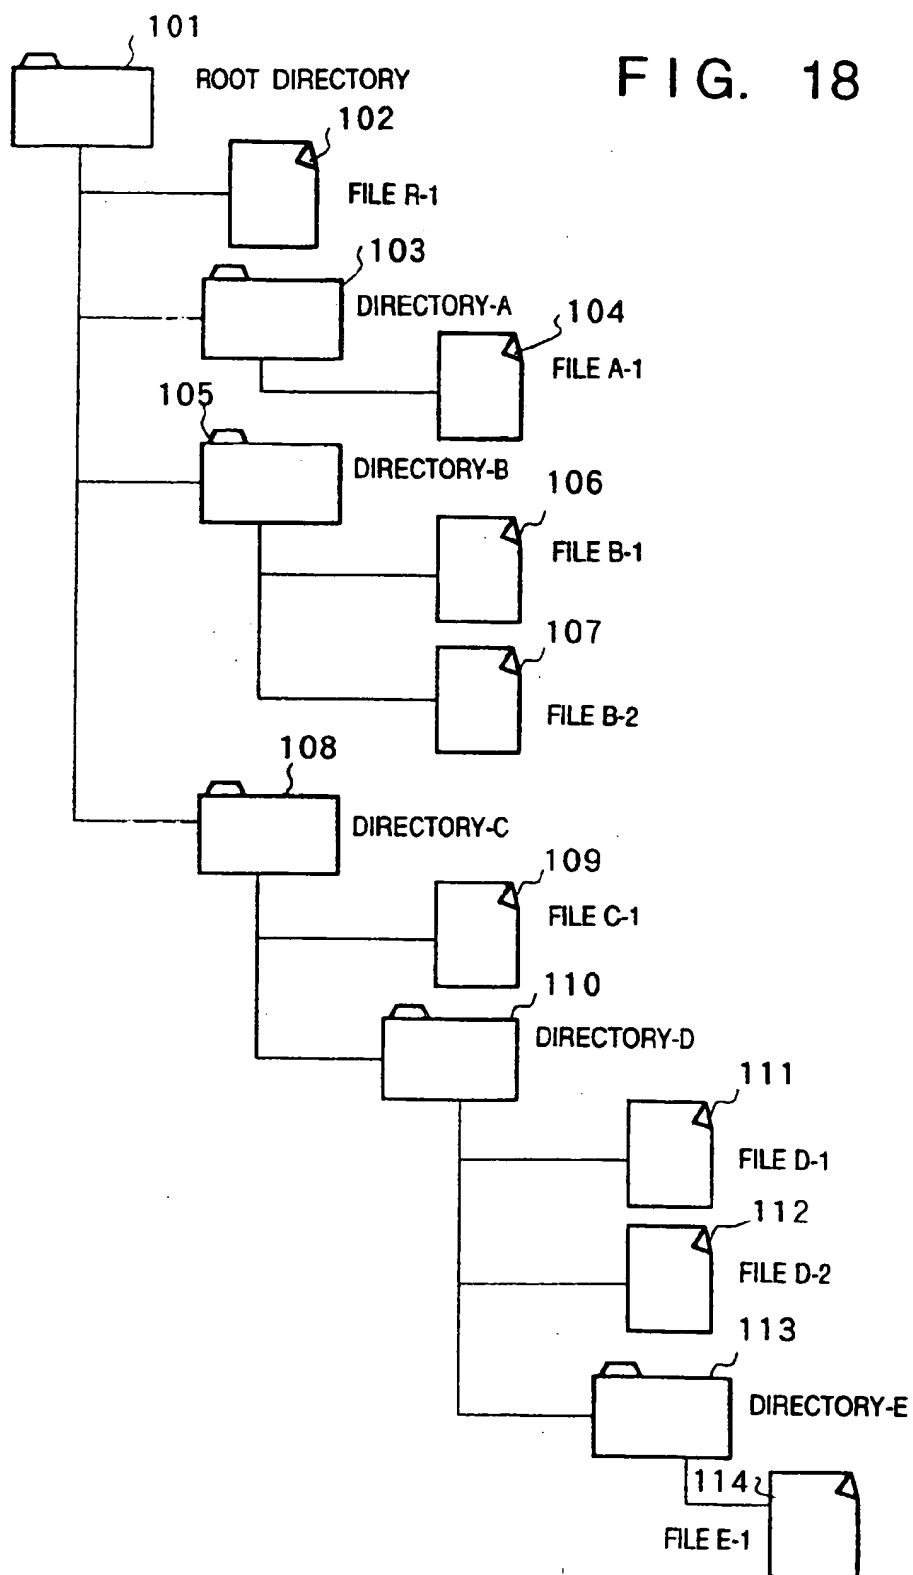 101
ROOT DIRECTORY
FIG. 18
102
FILE R-1
103
DIRECTORY-A
104
FILE A-1
105
DIRECTORY-B
106
FILE B-1
107
FILE B-2
108
DIRECTORY-C
109
FILE C-1
110
DIRECTORY-D
111
FILE D-1
112
FILE D-2
113
DIRECTORY-E
114
FILE E-1